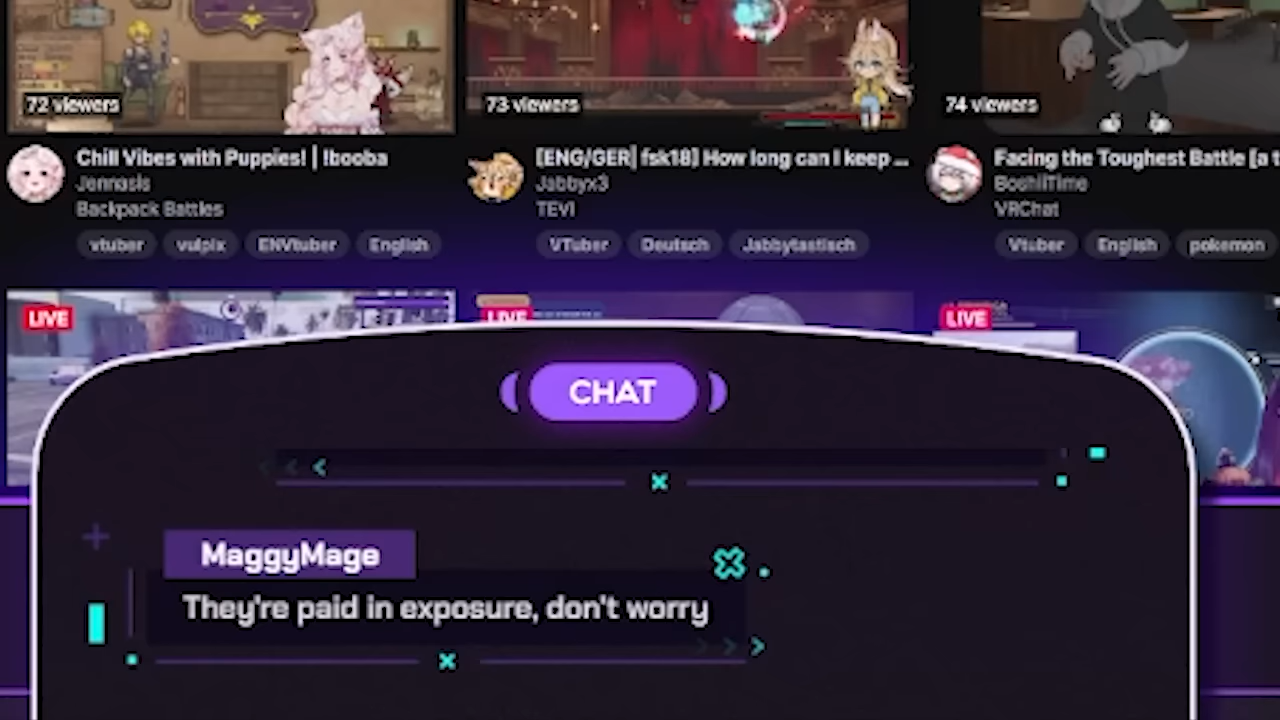 72 viewers
73 viewers
74 viewers
Chill Vibes with Puppies! | !booba
Jennasis
Backpack Battles
vtuber
vulpix
ENVtuber
English
[ENG/GER| fsk18] How long can I keep ...
Jabbyx3
TEVI
VTuber
Deutsch
Jabbytastisch
Facing the Toughest Battle [a t
BoshiiTime
VRChat
Vtuber
English
pokemon
LIVE
LIVE
LIVE
CHAT
MaggyMage
They're paid in exposure, don't worry